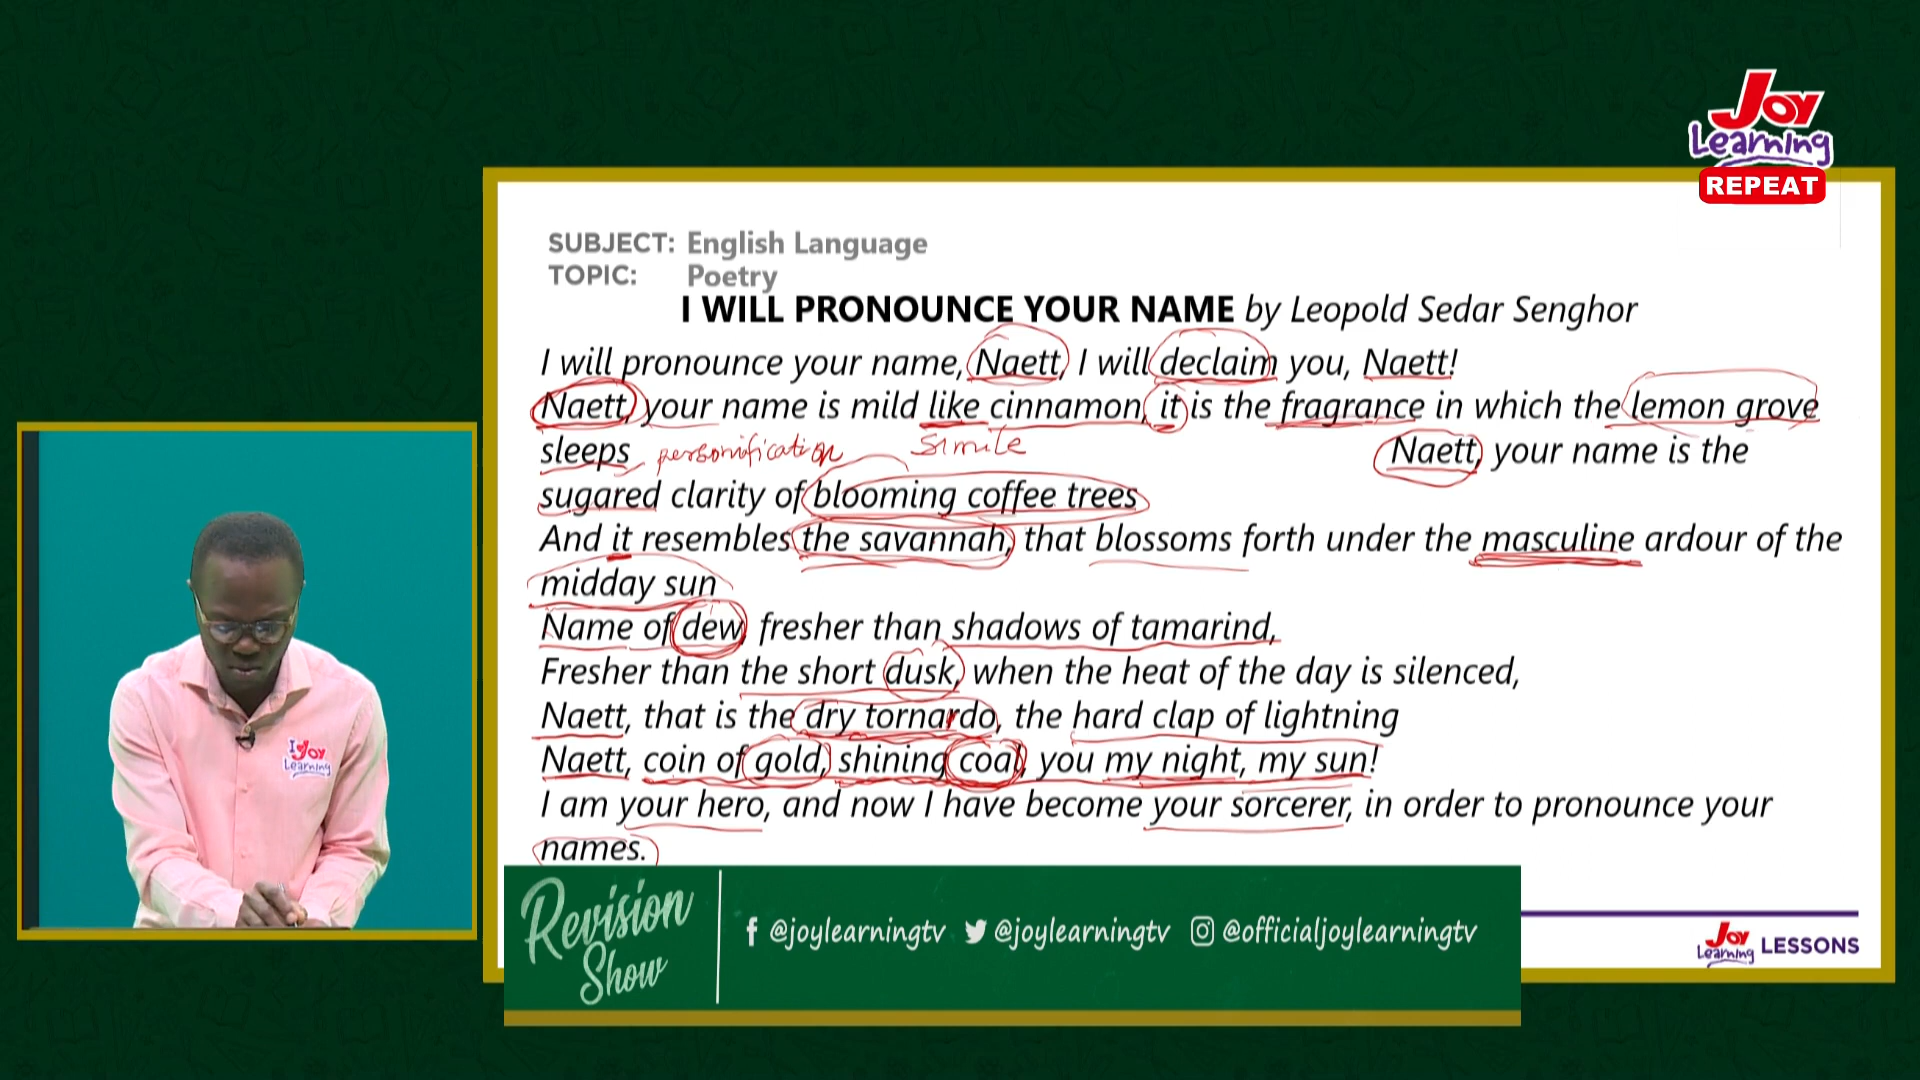 Joy
Learning
REPEAT
SUBJECT: English Language
TOPIC: Poetry
I WILL PRONOUNCE YOUR NAME by Leopold Sedar Senghor
I will pronounce your name, Naett, I will declaim you, Naett!
Naett, your name is mild like cinnamon, it is the fragrance in which the lemon grove
sleeps personification simile Naett, your name is the
sugared clarity of blooming coffee trees
And it resembles the savannah, that blossoms forth under the masculine ardour of the
midday sun
Name of dew, fresher than shadows of tamarind,
Fresher than the short dusk, when the heat of the day is silenced,
Naett, that is the dry tornardo, the hard clap of lightning
Naett, coin of gold, shining coal, you my night, my sun!
I am your hero, and now I have become your sorcerer, in order to pronounce your
names.
I Joy
Learning
Revision
Show
@joylearningtv @joylearningtv @officialjoylearningtv
Joy
Learning LESSONS